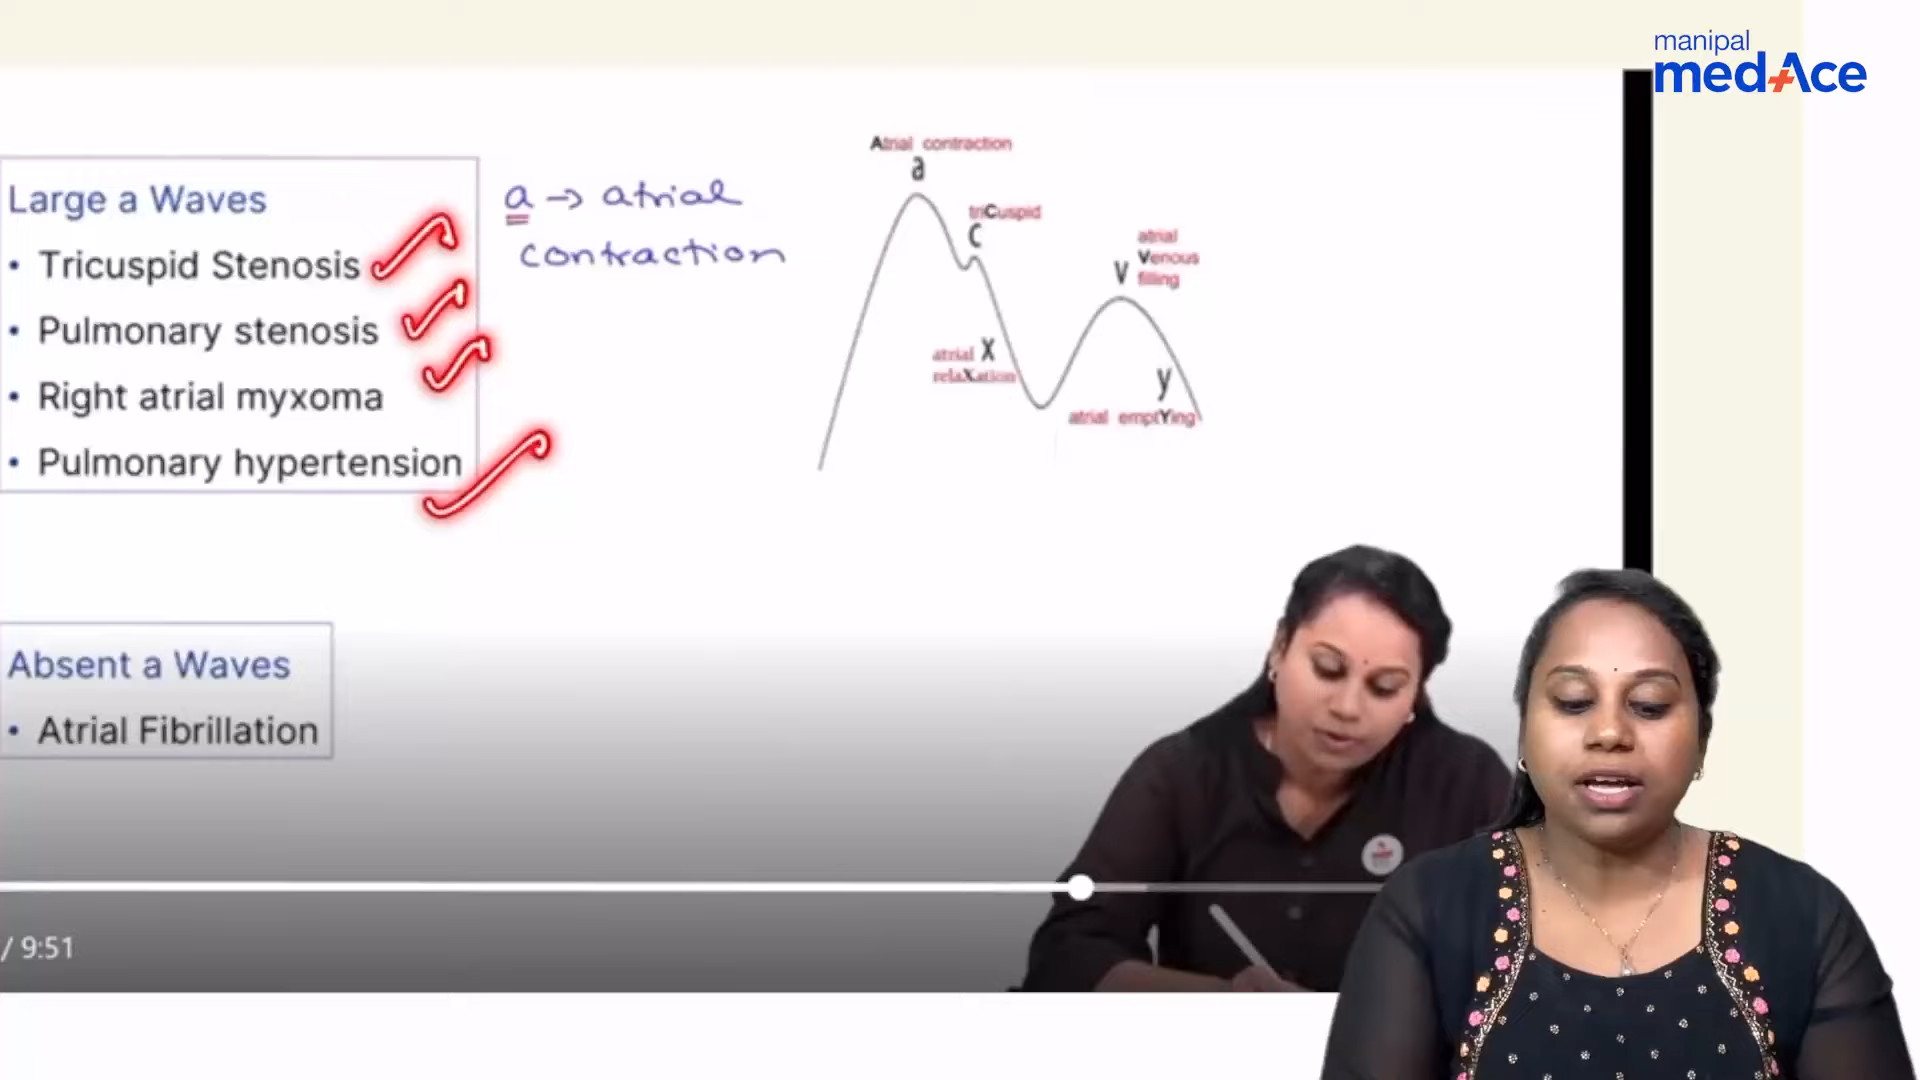 manipal
medAce
Large a Waves
• Tricuspid Stenosis
• Pulmonary stenosis
• Right atrial myxoma
• Pulmonary hypertension
a → atrial
contraction
Atrial contraction
a
triCuspid
C
atrial
V Venous
filling
atrial X
relaXation
y
atrial emptYing
Absent a Waves
• Atrial Fibrillation
/ 9:51